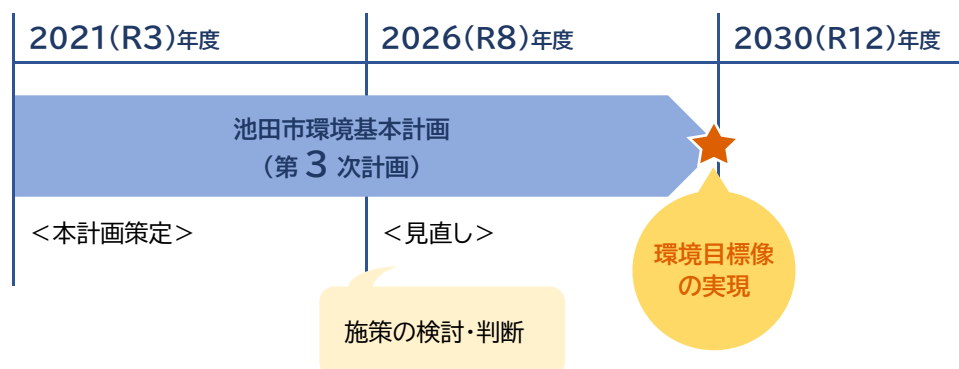 2021(R3)年度
2026(R8)年度
2030(R12)年度
池田市環境基本計画
（第 3 次計画）
＜本計画策定＞
＜見直し＞
環境目標像
の実現
施策の検討・判断